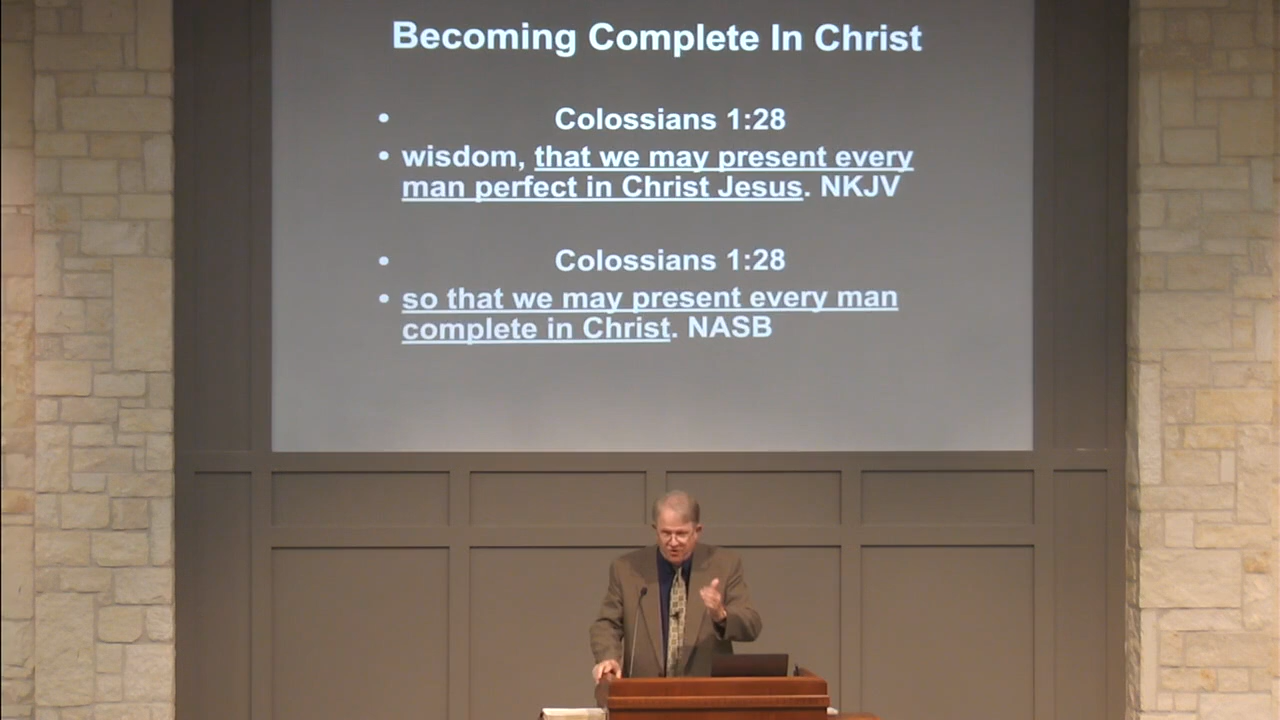 Becoming Complete In Christ
• Colossians 1:28
• wisdom, that we may present every
man perfect in Christ Jesus. NKJV
• Colossians 1:28
• so that we may present every man
complete in Christ. NASB